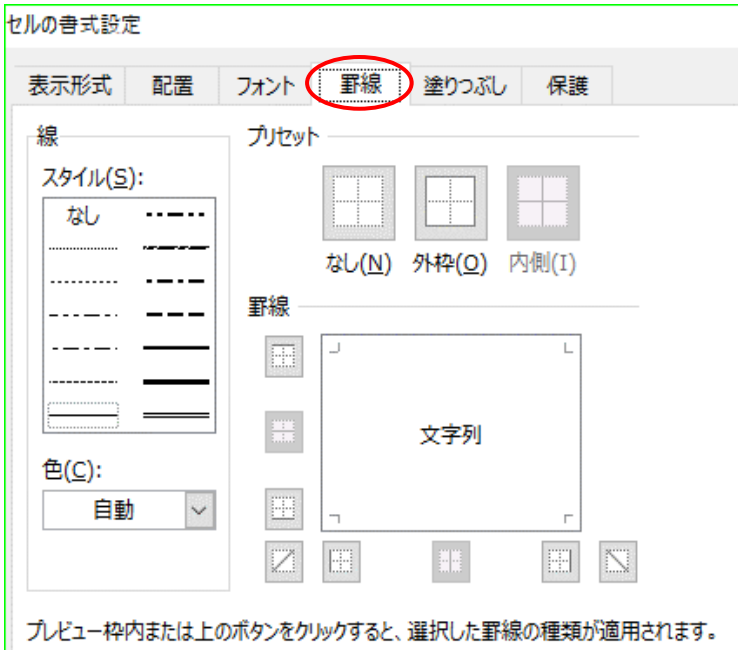 セルの書式設定
表示形式 配置 フォント 罫線 塗りつぶし 保護
線
プリセット
スタイル(S):
なし
なし(N) 外枠(O) 内側(I)
罫線
文字列
色(C):
自動
プレビュー枠内または上のボタンをクリックすると、選択した罫線の種類が適用されます。